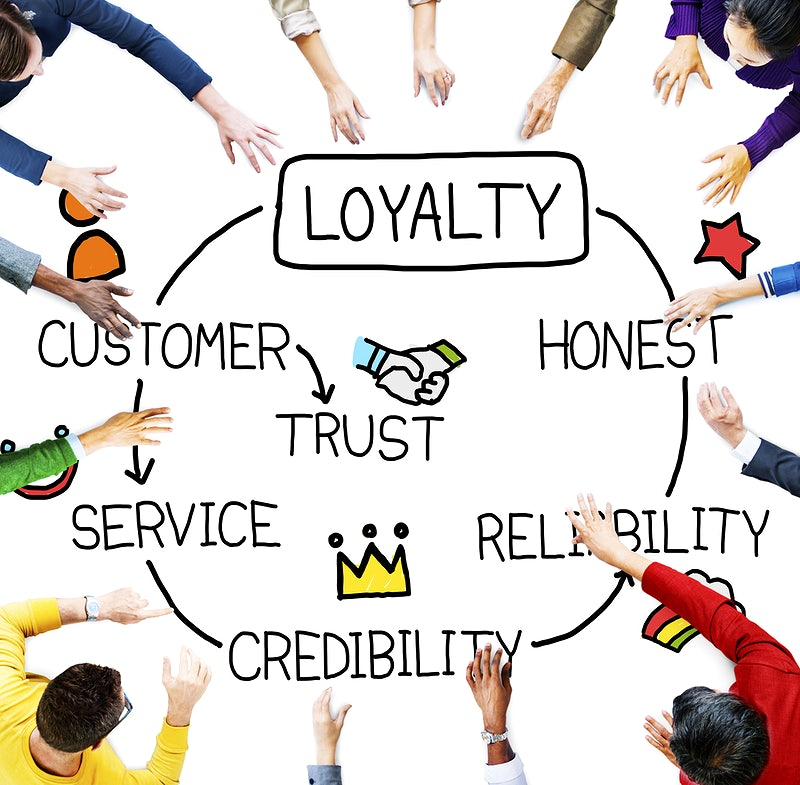 LOYALTY
CUSTOMER
HONEST
TRUST
SERVICE
RELIABILITY
CREDIBILITY